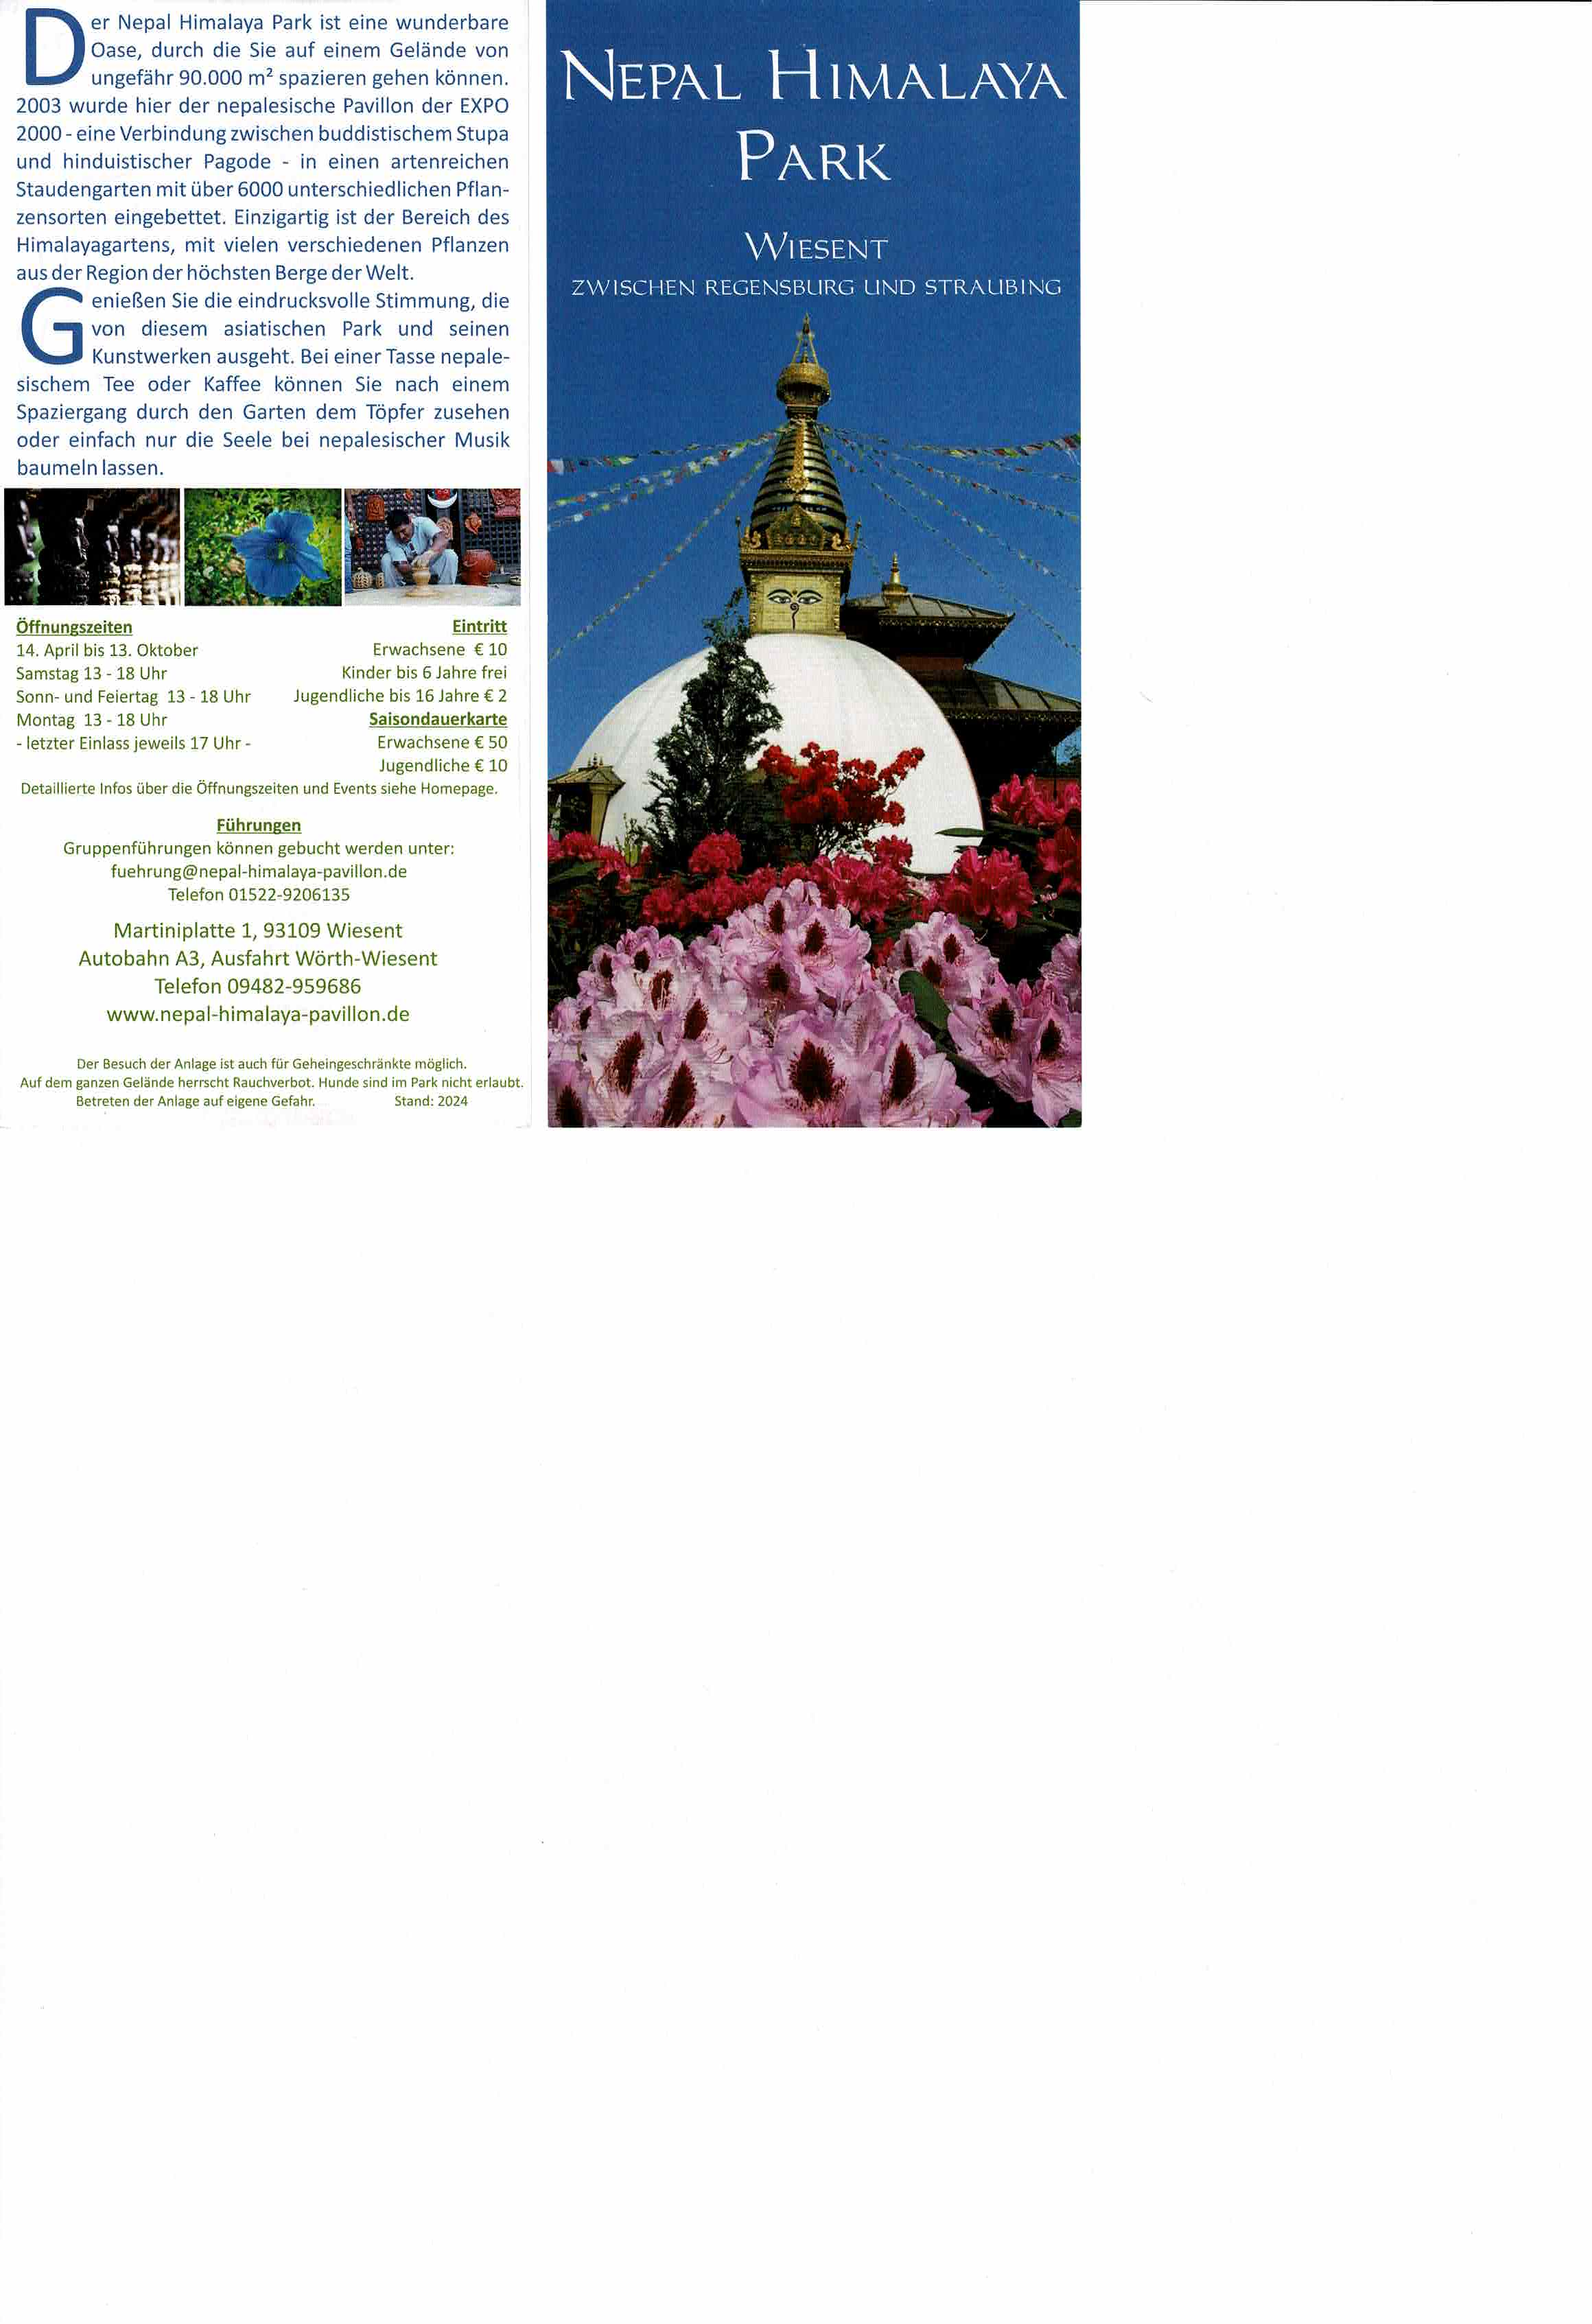 Der Nepal Himalaya Park ist eine wunderbare
Oase, durch die Sie auf einem Gelände von
ungefähr 90.000 m² spazieren gehen können.
2003 wurde hier der nepalesische Pavillon der EXPO
2000 - eine Verbindung zwischen buddistischem Stupa
und hinduistischer Pagode - in einen artenreichen
Staudengarten mit über 6000 unterschiedlichen Pflan-
zensorten eingebettet. Einzigartig ist der Bereich des
Himalayagartens, mit vielen verschiedenen Pflanzen
aus der Region der höchsten Berge der Welt.
Genießen Sie die eindrucksvolle Stimmung, die
von diesem asiatischen Park und seinen
Kunstwerken ausgeht. Bei einer Tasse nepale-
sischem Tee oder Kaffee können Sie nach einem
Spaziergang durch den Garten dem Töpfer zusehen
oder einfach nur die Seele bei nepalesischer Musik
baumeln lassen.
Öffnungszeiten
14. April bis 13. Oktober
Samstag 13 - 18 Uhr
Sonn- und Feiertag 13 - 18 Uhr
Montag 13 - 18 Uhr
- letzter Einlass jeweils 17 Uhr -
Eintritt
Erwachsene € 10
Kinder bis 6 Jahre frei
Jugendliche bis 16 Jahre € 2
Saisondauerkarte
Erwachsene € 50
Jugendliche € 10
Detaillierte Infos über die Öffnungszeiten und Events siehe Homepage.
Führungen
Gruppenführungen können gebucht werden unter:
fuehrung@nepal-himalaya-pavillon.de
Telefon 01522-9206135
Martiniplatte 1, 93109 Wiesent
Autobahn A3, Ausfahrt Wörth-Wiesent
Telefon 09482-959686
www.nepal-himalaya-pavillon.de
Der Besuch der Anlage ist auch für Geheingeschränkte möglich.
Auf dem ganzen Gelände herrscht Rauchverbot. Hunde sind im Park nicht erlaubt.
Betreten der Anlage auf eigene Gefahr. Stand: 2024
NEPAL HIMALAYA
PARK
WIESENT
ZWISCHEN REGENSBURG UND STRAUBING